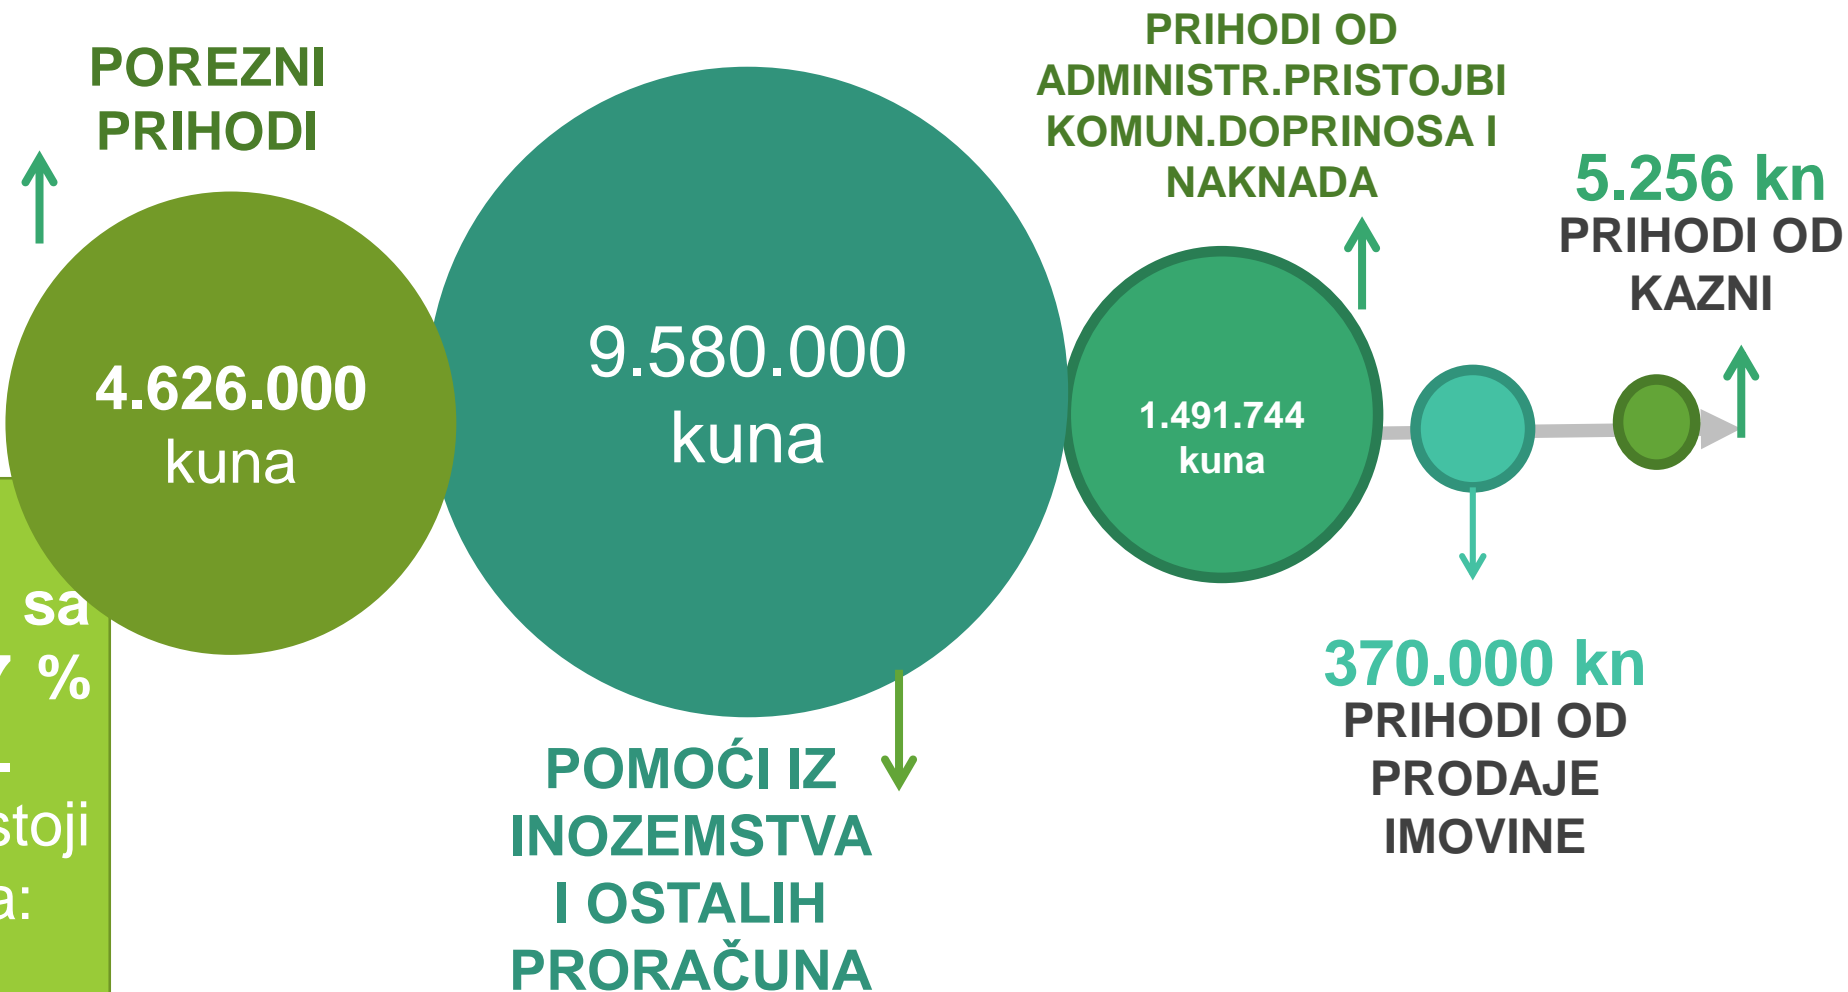 POREZNI
PRIHODI
4.626.000
kuna
9.580.000
kuna
POMOĆI IZ
INOZEMSTVA
I OSTALIH
PRORAČUNA
PRIHODI OD
ADMINISTR.PRISTOJBI
KOMUN.DOPRINOSA I
NAKNADA
1.491.744
kuna
370.000 kn
PRIHODI OD
PRODAJE
IMOVINE
5.256 kn
PRIHODI OD
KAZNI
sa
%